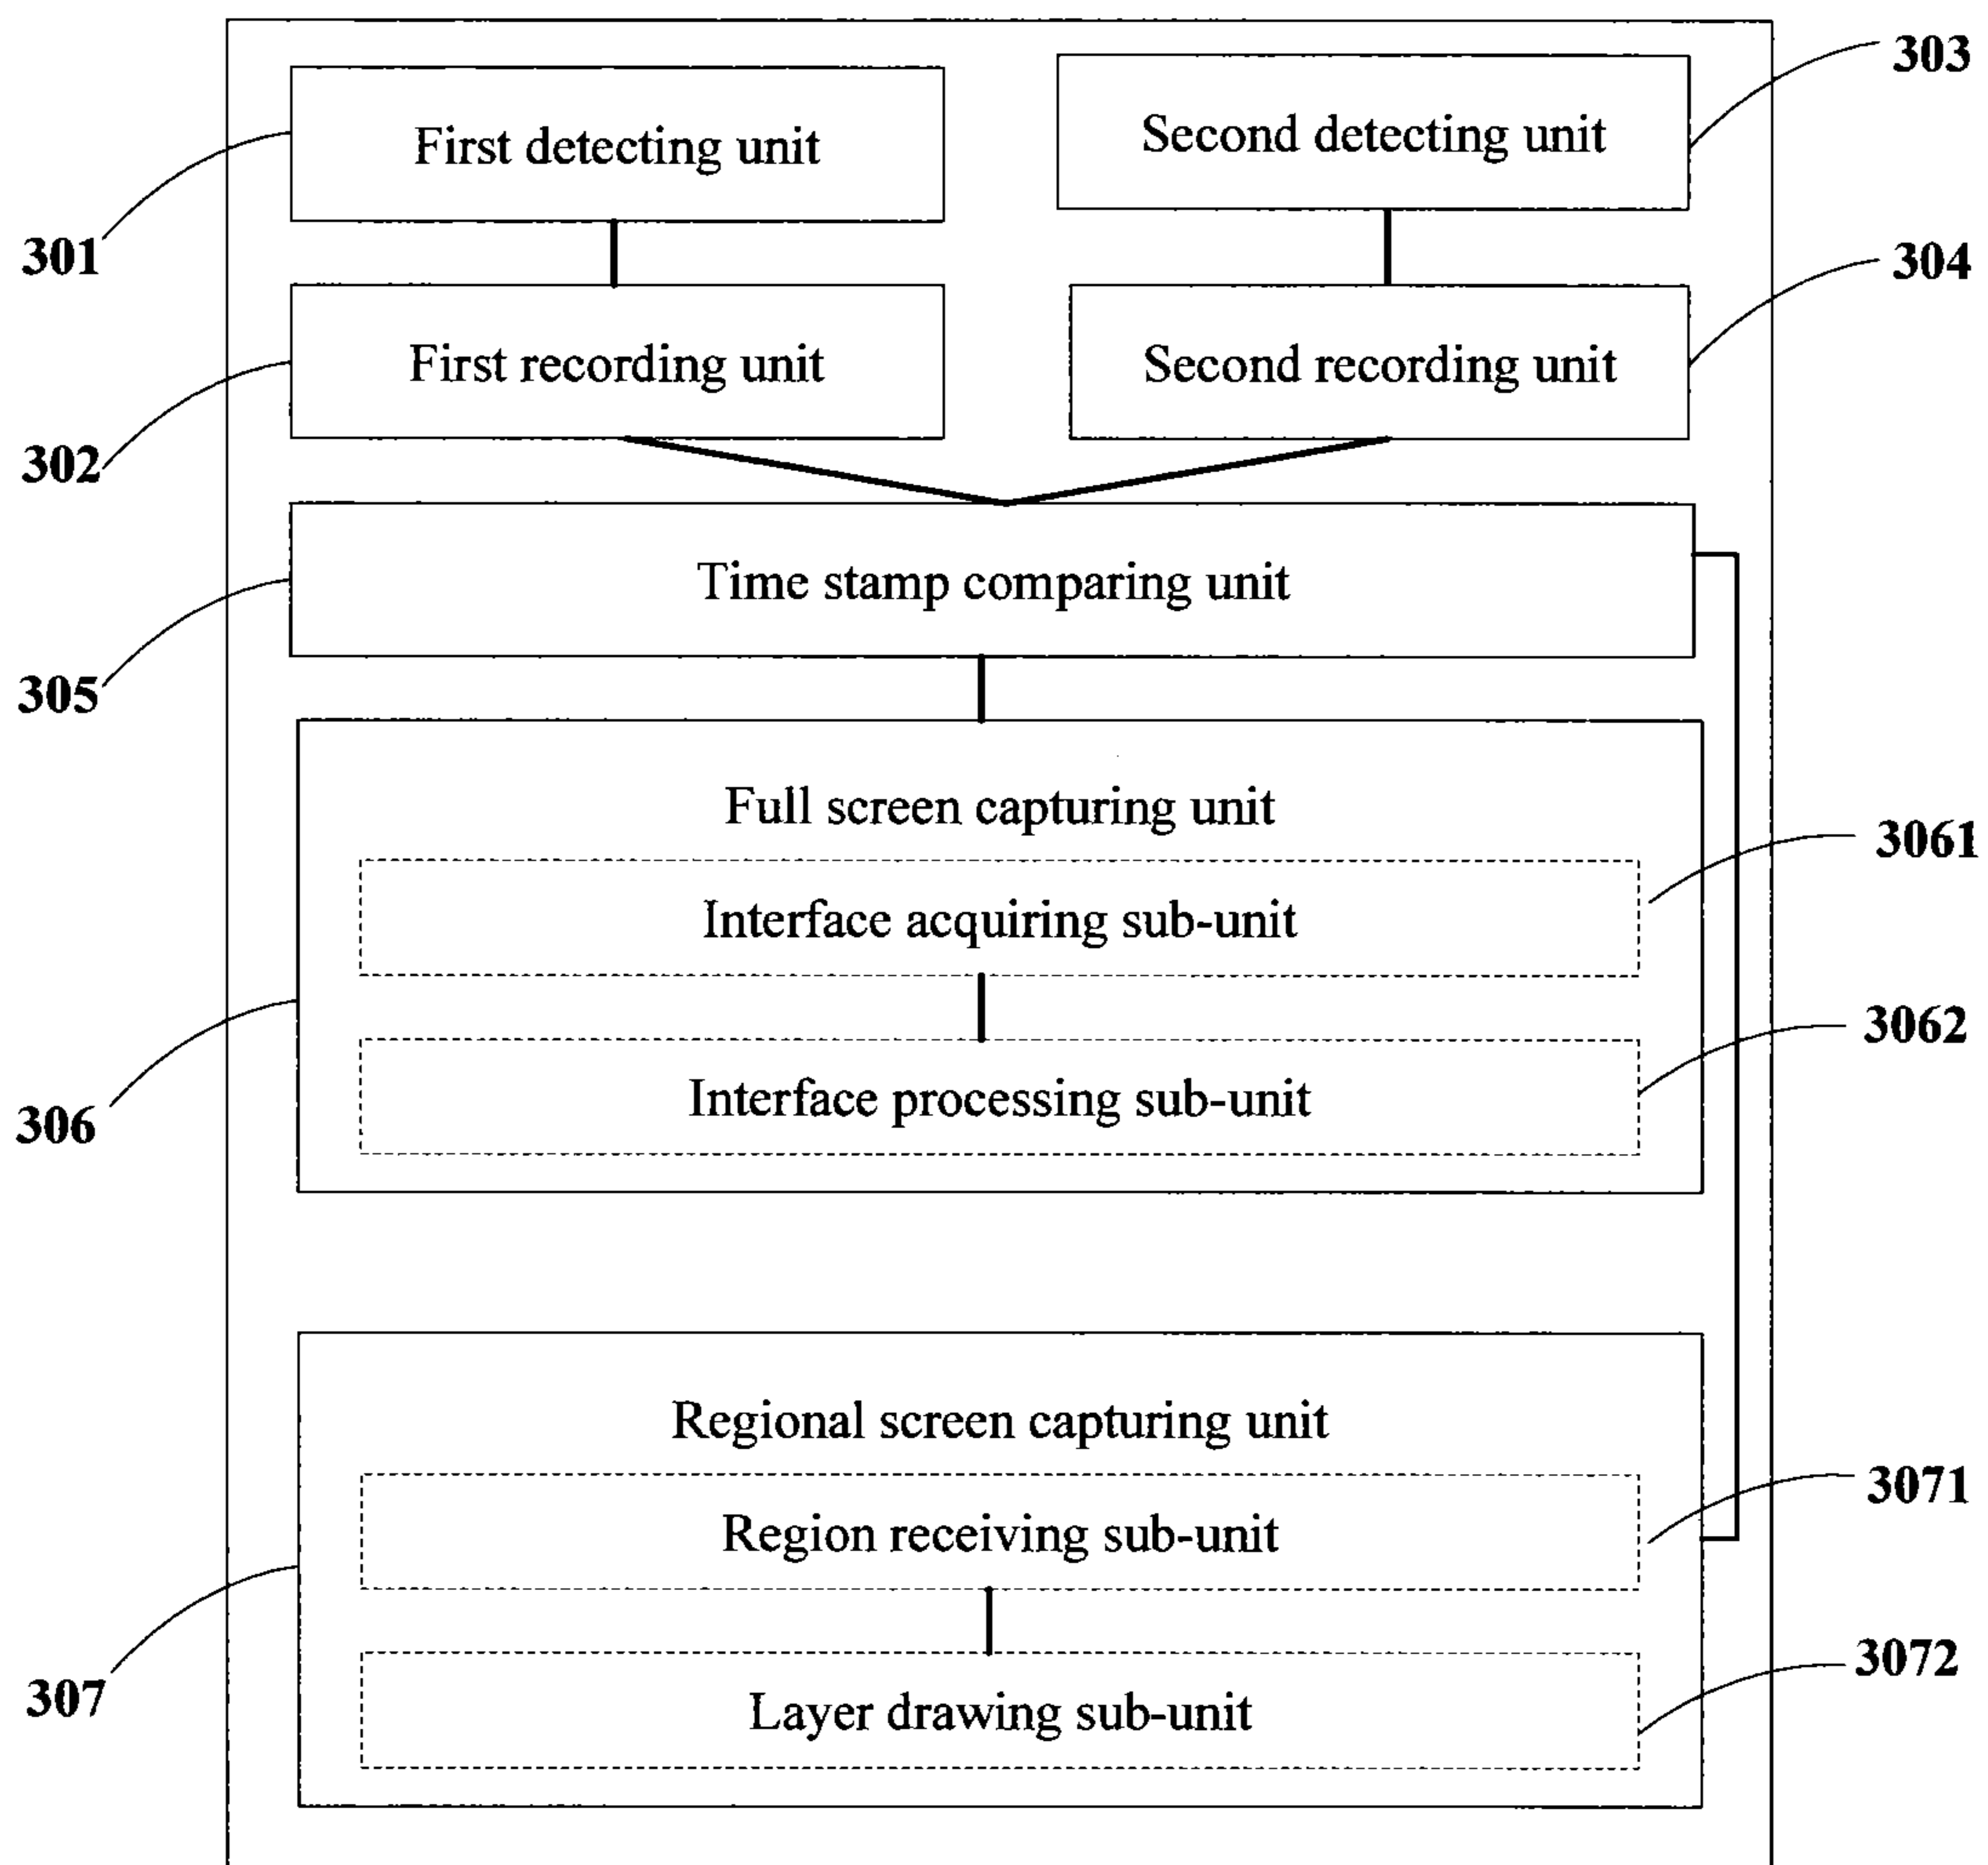 303
First detecting unit
Second detecting unit
301
304
First recording unit
Second recording unit
302
Time stamp comparing unit
305
Full screen capturing unit
3061
Interface acquiring sub-unit
3062
Interface processing sub-unit
306
Regional screen capturing unit
3071
Region receiving sub-unit
3072
307
Layer drawing sub-unit